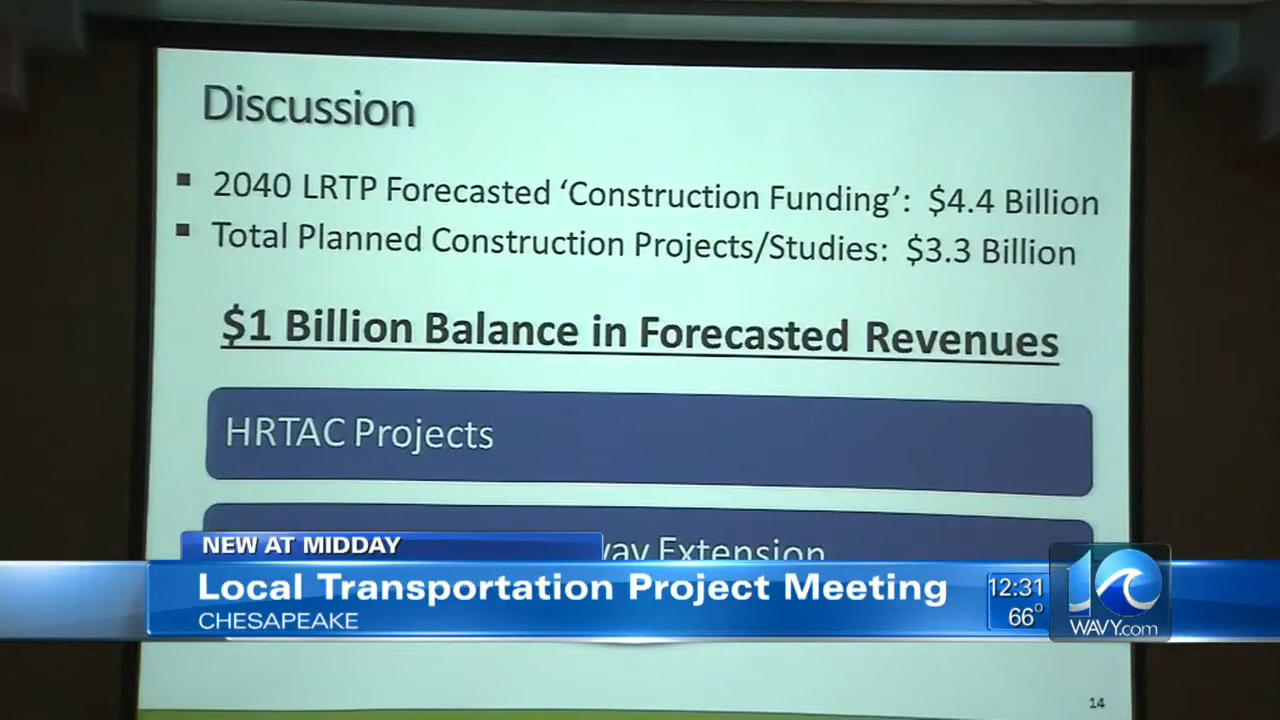 Discussion
▪ 2040 LRTP Forecasted ‘Construction Funding’: $4.4 Billion
▪ Total Planned Construction Projects/Studies: $3.3 Billion
$1 Billion Balance in Forecasted Revenues
HRTAC Projects
Extension
NEW AT MIDDAY
Local Transportation Project Meeting
CHESAPEAKE
12:31
66°
10
WAVY.com
14